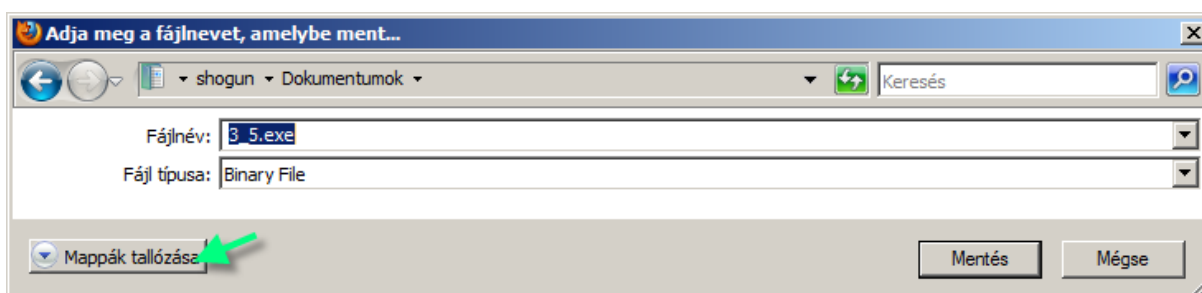 Adja meg a fájlnevet, amelybe ment...
shogun Dokumentumok Keresés
Fájlnév: 3_5.exe
Fájl típusa: Binary File
Mappák tallózása Mentés Mégse